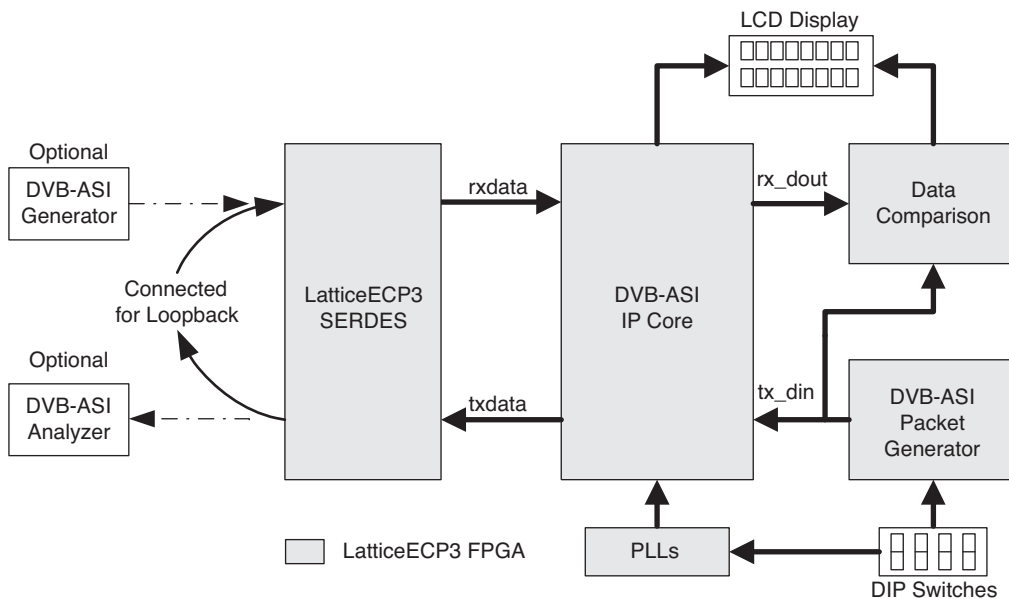 LCD Display
Optional
DVB-ASI
Generator
rxdata
rx_dout
Data
Comparison
Connected
for Loopback
LatticeECP3
SERDES
DVB-ASI
IP Core
Optional
DVB-ASI
Analyzer
txdata
tx_din
DVB-ASI
Packet
Generator
LatticeECP3 FPGA
PLLs
DIP Switches